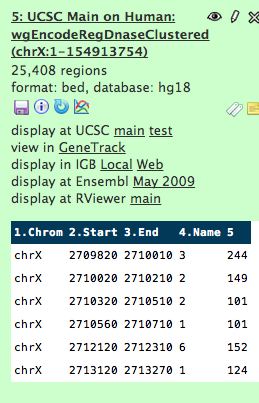 5: UCSC Main on Human:
wgEncodeRegDnaseClustered
(chrX:1-154913754)
25,408 regions
format: bed, database: hg18
display at UCSC main test
view in GeneTrack
display in IGB Local Web
display at Ensembl May 2009
display at RViewer main
1.Chrom 2.Start 3.End 4.Name 5
chrX 2709820 2710010 3 244
chrX 2710020 2710210 2 149
chrX 2710320 2710510 2 101
chrX 2710560 2710710 1 101
chrX 2712120 2712310 6 152
chrX 2713120 2713270 1 124